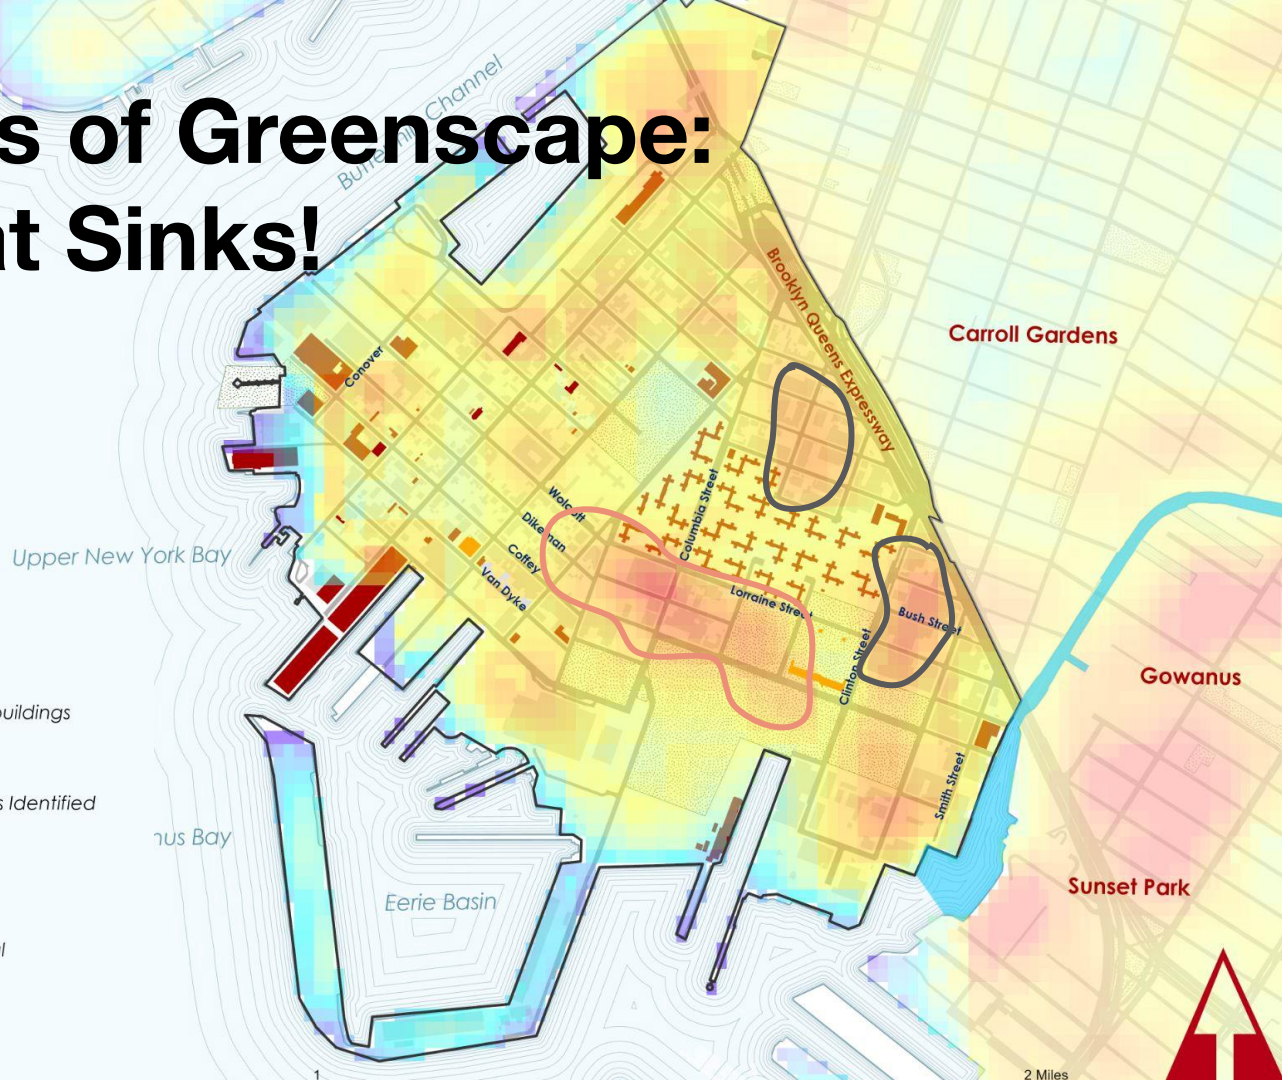 s of Greenscape:
at Sinks!
Channel
Brooklyn Queens Expressway
Carroll Gardens
Conover
Columbia Street
Wolcott
Dikeman
Coffey
Van Dyke
Upper New York Bay
Lorraine Street
Bush Street
Clinton Street
Gowanus
uildings
Smith Street
s Identified
nus Bay
Sunset Park
Eerie Basin
l
1
2 Miles